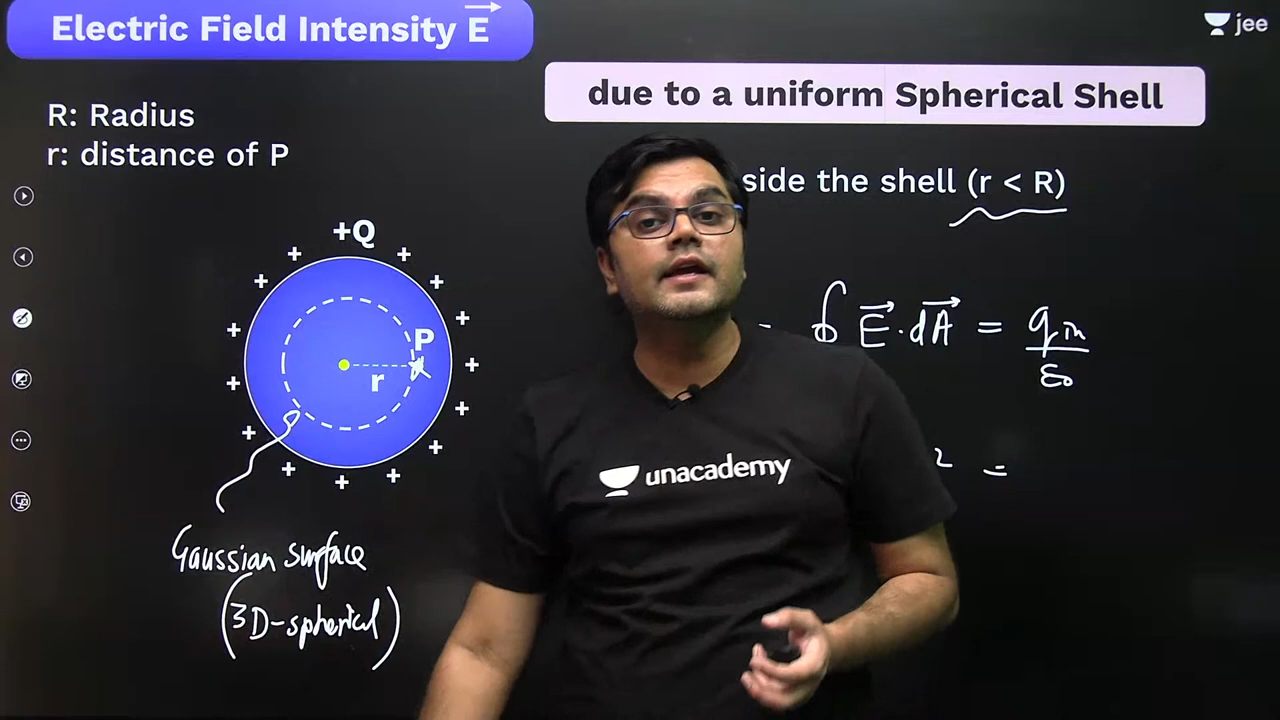 Electric Field Intensity E
jee
due to a uniform Spherical Shell
R: Radius
r: distance of P
side the shell (r < R)
+Q
P
r
∮ E⃗ · dA⃗ = qin / ε₀
2 =
unacademy
Gaussian surface
(3D-spherical)